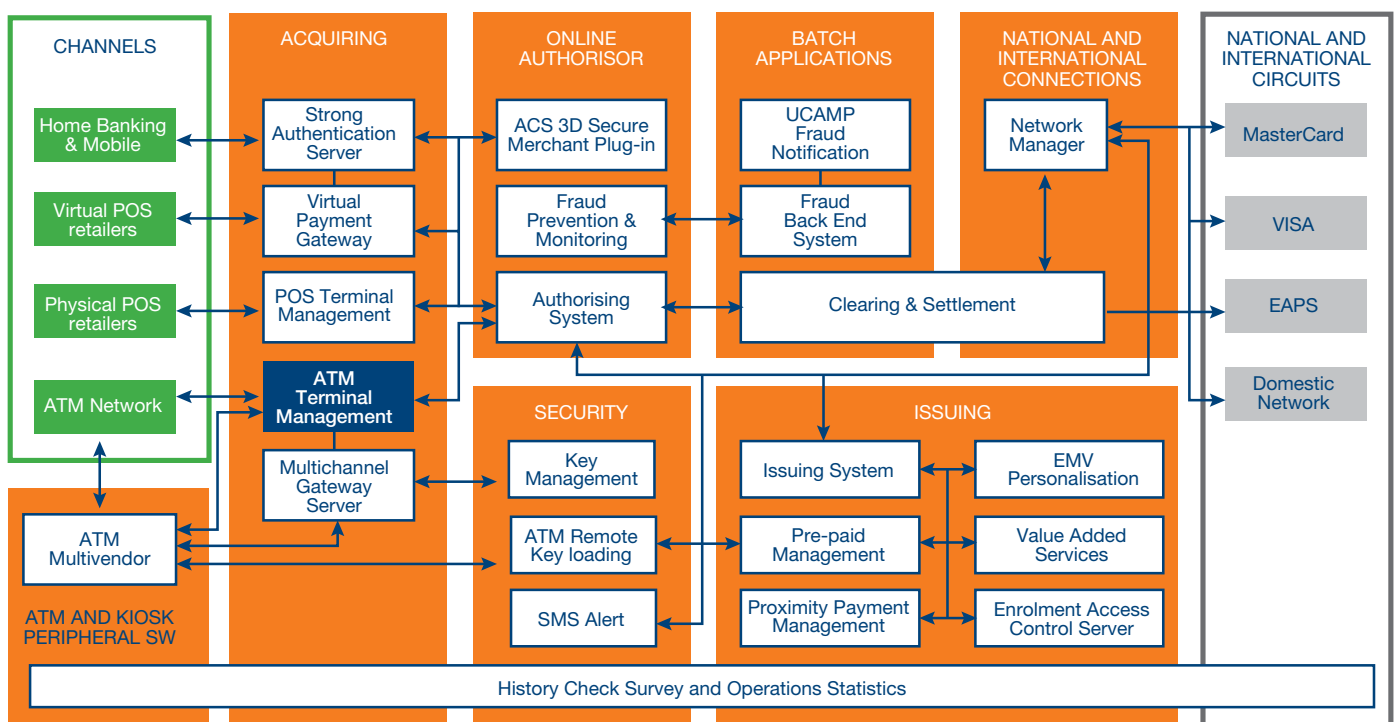 CHANNELS
Home Banking
& Mobile
Virtual POS
retailers
Physical POS
retailers
ATM Network
ATM
Multivendor
ATM AND KIOSK
PERIPHERAL SW
ACQUIRING
Strong
Authentication
Server
Virtual
Payment
Gateway
POS Terminal
Management
ATM
Terminal
Management
Multichannel
Gateway
Server
ONLINE
AUTHORISOR
ACS 3D Secure
Merchant Plug-in
Fraud
Prevention &
Monitoring
Authorising
System
BATCH
APPLICATIONS
UCAMP
Fraud
Notification
Fraud
Back End
System
Clearing & Settlement
NATIONAL AND
INTERNATIONAL
CONNECTIONS
Network
Manager
NATIONAL AND
INTERNATIONAL
CIRCUITS
MasterCard
VISA
EAPS
Domestic
Network
SECURITY
Key
Management
ATM Remote
Key loading
SMS Alert
ISSUING
Issuing System
Pre-paid
Management
Proximity Payment
Management
EMV
Personalisation
Value Added
Services
Enrolment Access
Control Server
History Check Survey and Operations Statistics